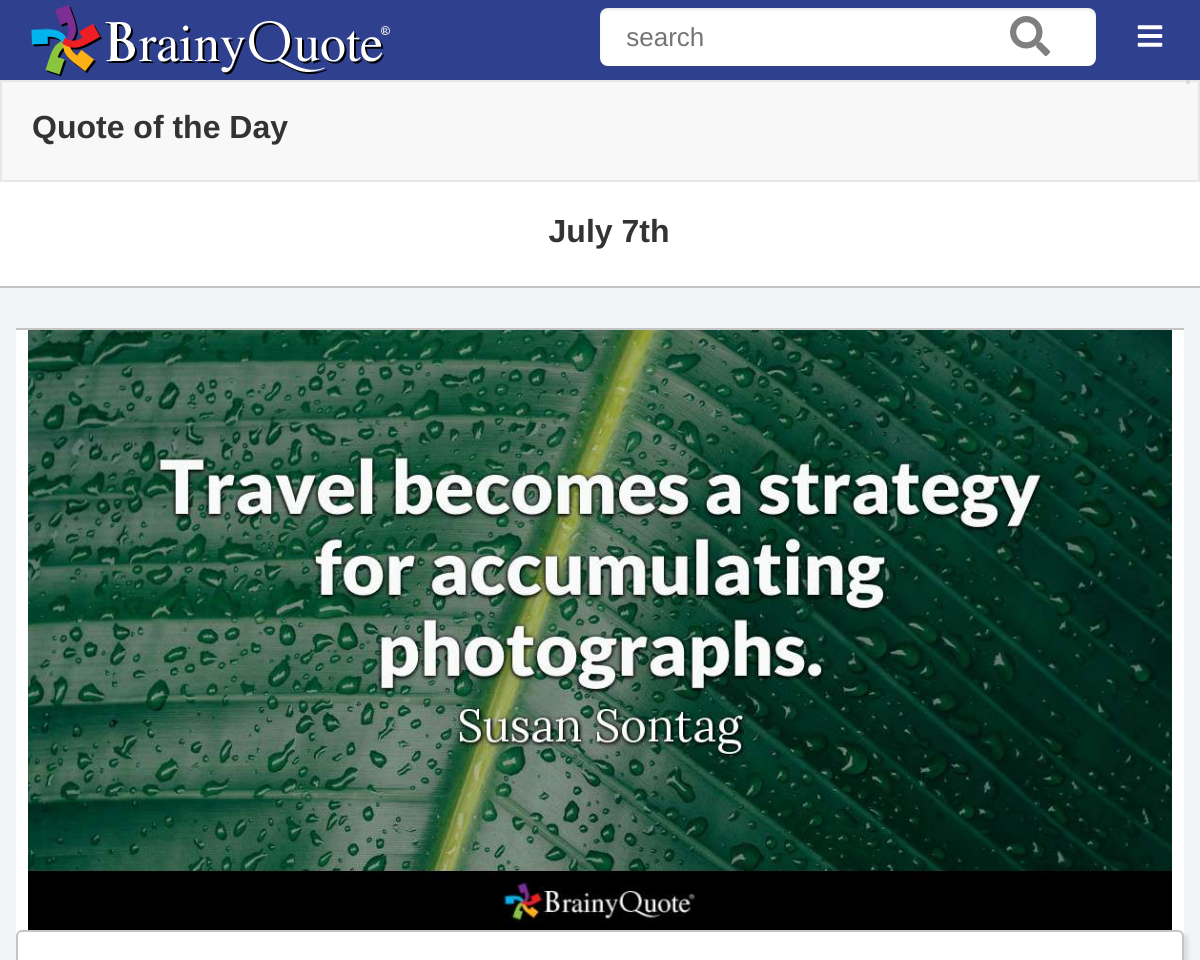 BrainyQuote®
search
Quote of the Day
July 7th
Travel becomes a strategy
for accumulating
photographs.
Susan Sontag
BrainyQuote®